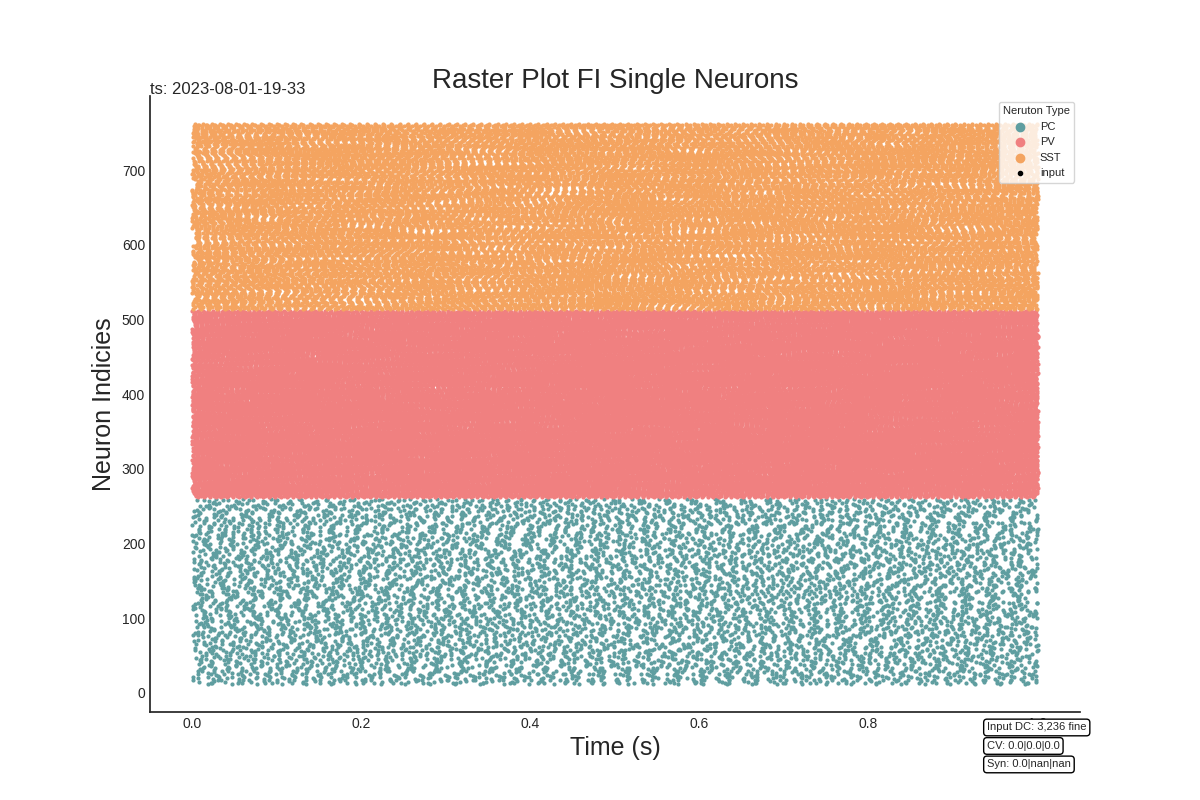 Raster Plot FI Single Neurons
ts: 2023-08-01-19-33
Neruton Type
PC
PV
SST
input
Neuron Indicies
700
600
500
400
300
200
100
0
0.0 0.2 0.4 0.6 0.8
Time (s)
Input DC: 3,236 fine
CV: 0.0|0.0|0.0
Syn: 0.0|nan|nan